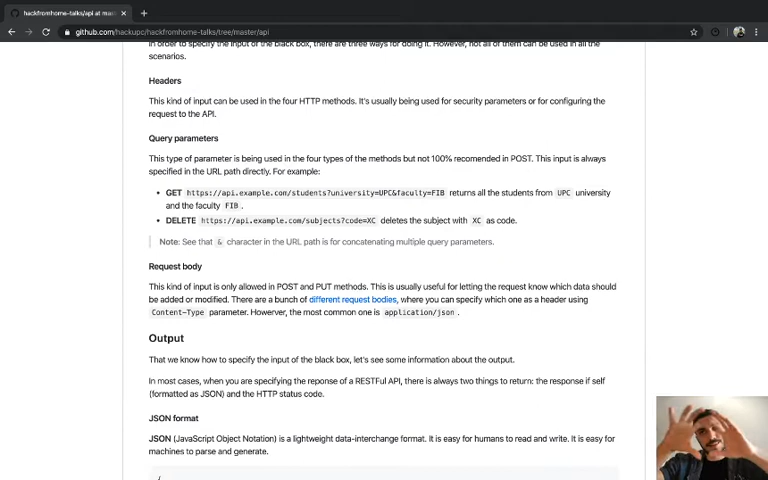 hackfromhome-talks/api at mast
github.com/hackupc/hackfromhome-talks/tree/master/api
In order to specify the input of the black box, there are three ways for doing it. However, not all of them can be used in all the
scenarios.
Headers
This kind of input can be used in the four HTTP methods. It's usually being used for security parameters or for configuring the
request to the API.
Query parameters
This type of parameter is being used in the four types of the methods but not 100% recomended in POST. This input is always
specified in the URL path directly. For example:
• GET https://api.example.com/students?university=UPC&faculty=FIB returns all the students from UPC university
and the faculty FIB .
• DELETE https://api.example.com/subjects?code=XC deletes the subject with XC as code.
Note: See that & character in the URL path is for concatenating multiple query parameters.
Request body
This kind of input is only allowed in POST and PUT methods. This is usually useful for letting the request know which data should
be added or modified. There are a bunch of different request bodies, where you can specify which one as a header using
Content-Type parameter. Howerver, the most common one is application/json .
Output
That we know how to specify the input of the black box, let's see some information about the output.
In most cases, when you are specifying the reponse of a RESTFul API, there is always two things to return: the response if self
(formatted as JSON) and the HTTP status code.
JSON format
JSON (JavaScript Object Notation) is a lightweight data-interchange format. It is easy for humans to read and write. It is easy for
machines to parse and generate.
{